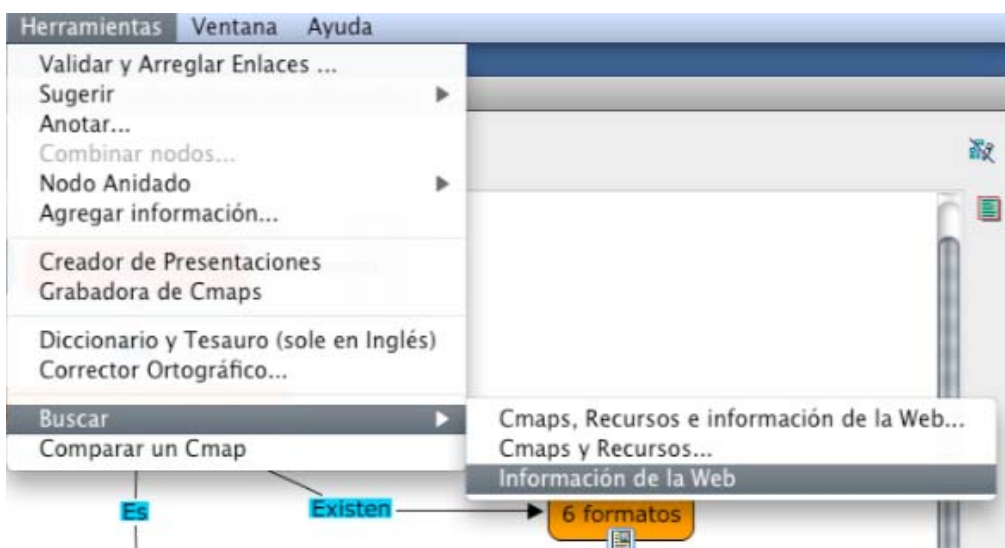 Herramientas Ventana Ayuda
Validar y Arreglar Enlaces ...
Sugerir
Anotar...
Combinar nodos...
Nodo Anidado
Agregar información...
Creador de Presentaciones
Grabadora de Cmaps
Diccionario y Tesauro (sole en Inglés)
Corrector Ortográfico...
Buscar
Comparar un Cmap
Cmaps, Recursos e información de la Web...
Cmaps y Recursos...
Información de la Web
Es
Existen
6 formatos